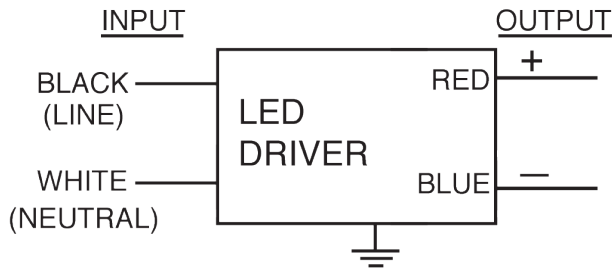 INPUT
OUTPUT
BLACK
(LINE)
WHITE
(NEUTRAL)
LED
DRIVER
RED
+
BLUE
—